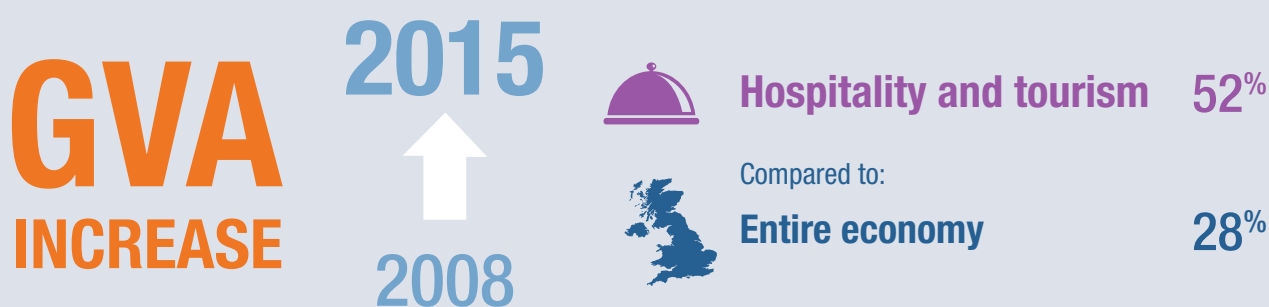 GVA
INCREASE
2015
2008
Hospitality and tourism 52%
Compared to:
Entire economy 28%